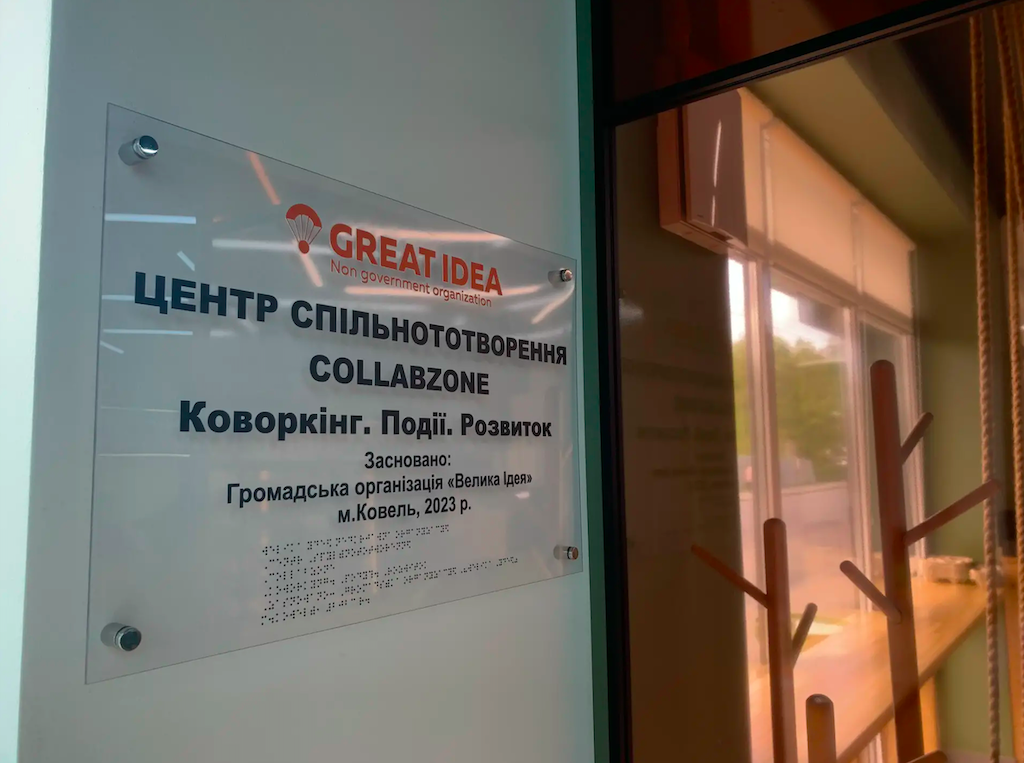 GREAT IDEA
Non government organization
ЦЕНТР СПІЛЬНОТОТВОРЕННЯ
COLLABZONE
Коворкінг. Події. Розвиток
Засновано:
Громадська організація «Велика Ідея»
м.Ковель, 2023 р.